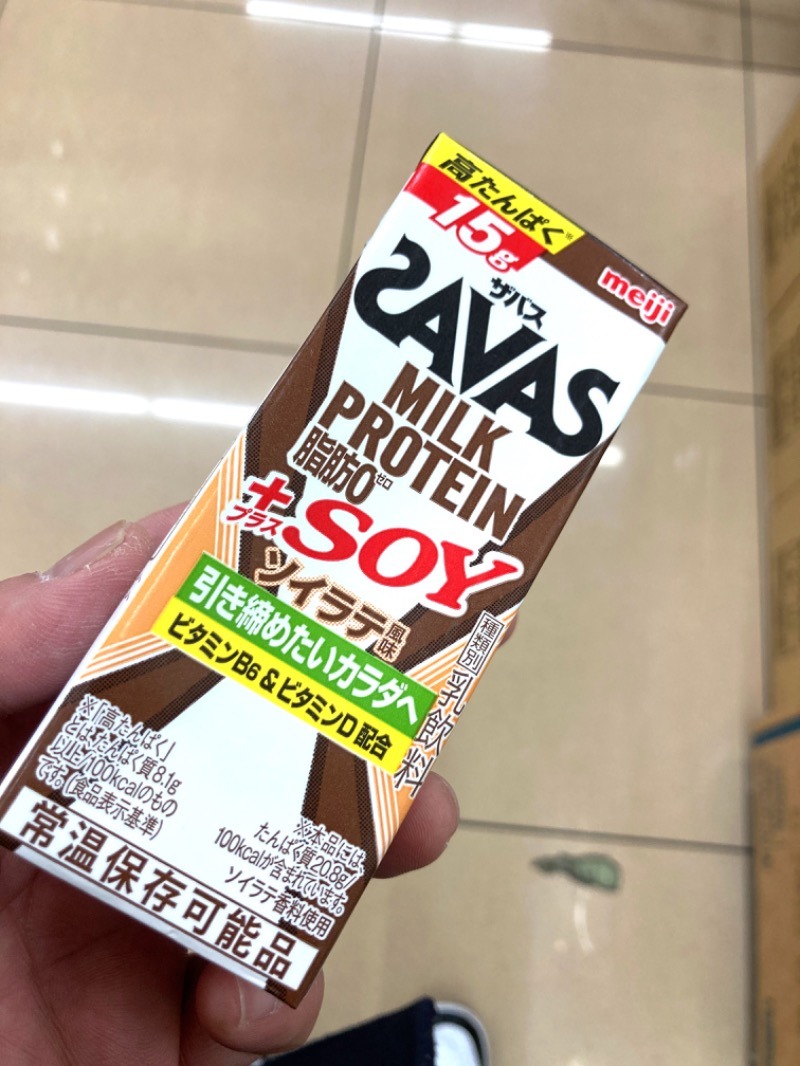 高たんぱく※
15g
meiji
ザバス
SAVAS
MILK
PROTEIN
脂肪0ゼロ
+プラスSOY
ソイラテ風味
引き締めたいカラダへ
ビタミンB6&ビタミンD配合
種類別 乳飲料
※「高たんぱく」
とはたんぱく質8.1g
以上/100kcalのもの
です。(食品表示基準)
※本品には、
たんぱく質20.8g/
100kcalが含まれています。
ソイラテ香料使用
常温保存可能品